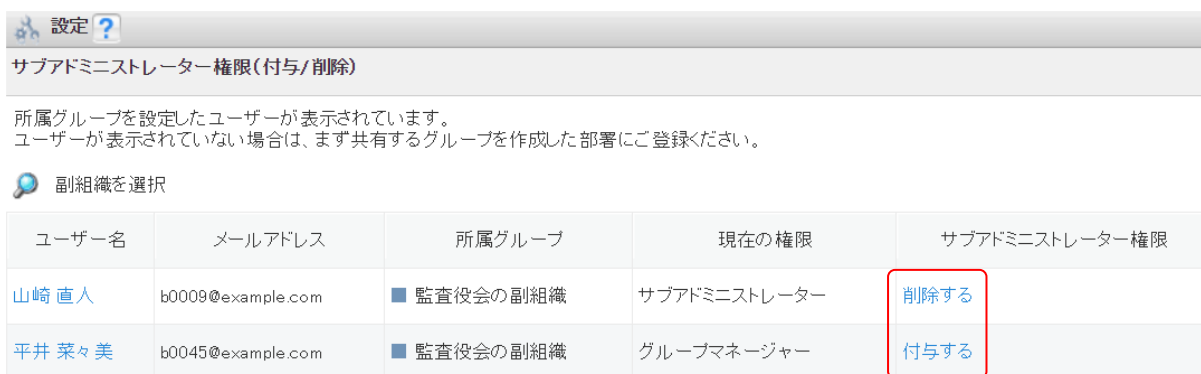 設定 ?
サブアドミニストレーター権限(付与/削除)
所属グループを設定したユーザーが表示されています。
ユーザーが表示されていない場合は、まず共有するグループを作成した部署にご登録ください。
副組織を選択
ユーザー名 メールアドレス 所属グループ 現在の権限 サブアドミニストレーター権限
山崎 直人 b0009@example.com 監査役会の副組織 サブアドミニストレーター 削除する
平井 菜々美 b0045@example.com 監査役会の副組織 グループマネージャー 付与する